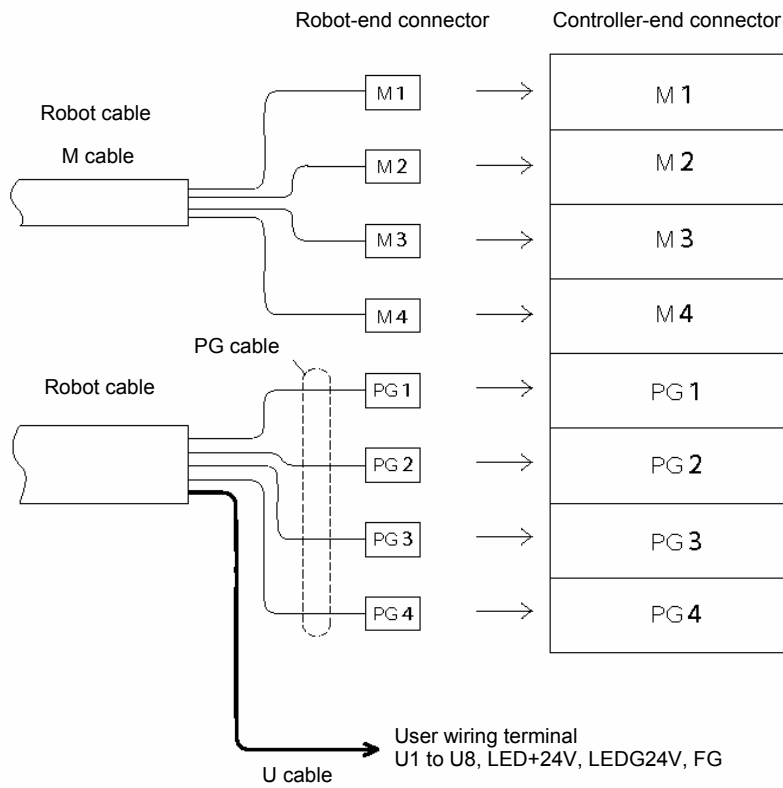 Robot-end connector
Controller-end connector
Robot cable
M cable
M1
M1
M2
M2
M3
M3
M4
M4
PG cable
Robot cable
PG1
PG1
PG2
PG2
PG3
PG3
PG4
PG4
User wiring terminal
U1 to U8, LED+24V, LEDG24V, FG
U cable